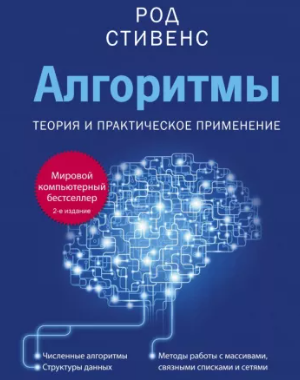 РОД
СТИВЕНС
Алгоритмы
ТЕОРИЯ И ПРАКТИЧЕСКОЕ ПРИМЕНЕНИЕ
Мировой
компьютерный
бестселлер
2-е издание
Численные алгоритмы
Структуры данных
Методы работы с массивами,
связными списками и сетями